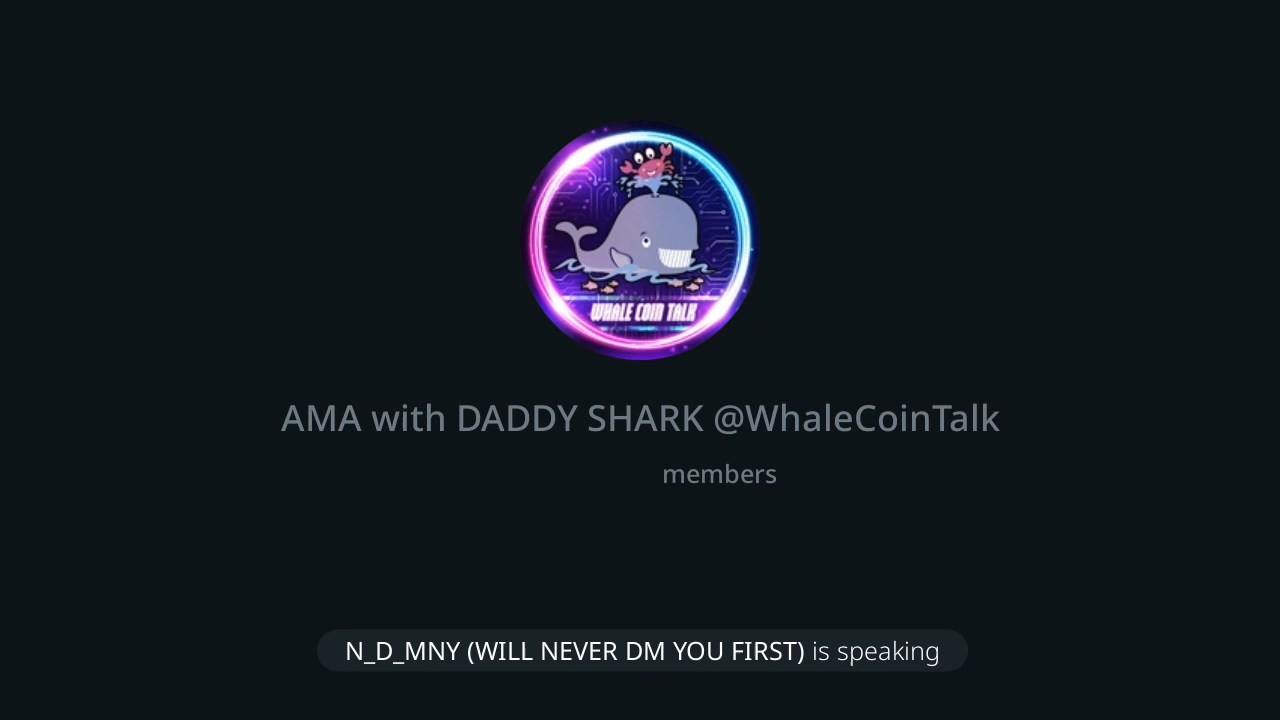 WHALE COIN TALK
AMA with DADDY SHARK @WhaleCoinTalk
members
N_D_MNY (WILL NEVER DM YOU FIRST) is speaking